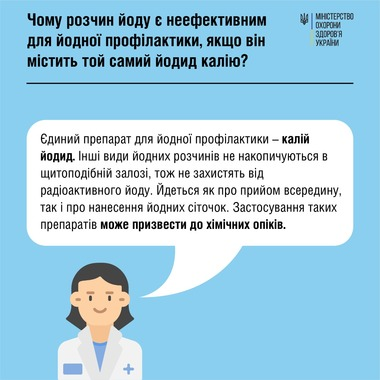 Чому розчин йоду є неефективним
для йодної профілактики, якщо він
містить той самий йодид калію?
МІНІСТЕРСТВО
ОХОРОНИ
ЗДОРОВ'Я
УКРАЇНИ
Єдиний препарат для йодної профілактики – калій
йодид. Інші види йодних розчинів не накопичуються в
щитоподібній залозі, тож не захистять від
радіоактивного йоду. Йдеться як про прийом всередину,
так і про нанесення йодних сіточок. Застосування таких
препаратів може призвести до хімічних опіків.